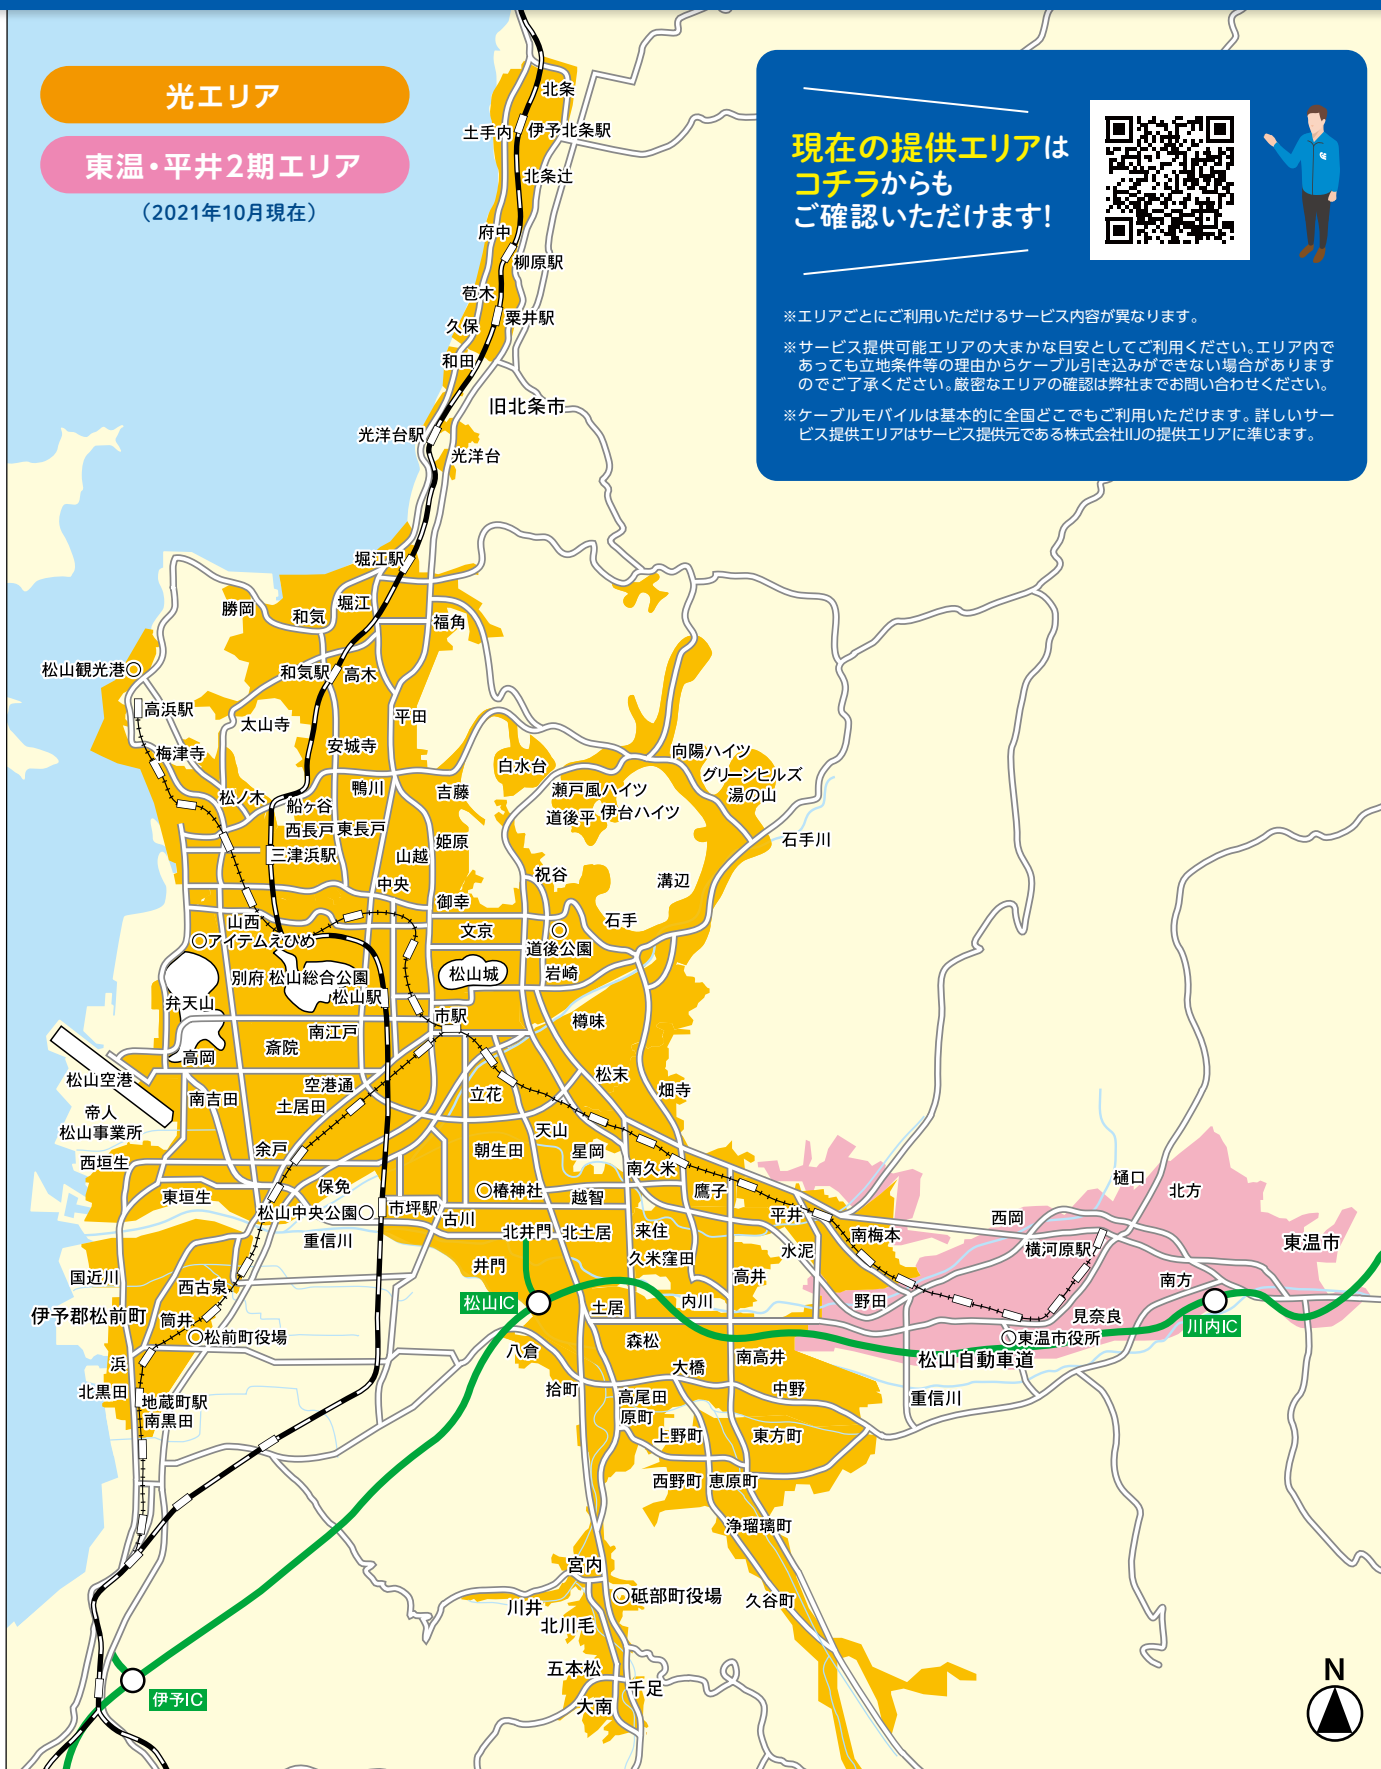 光エリア
東温・平井2期エリア
（2021年10月現在）
現在の提供エリアは
コチラからも
ご確認いただけます!
※エリアごとにご利用いただけるサービス内容が異なります。
※サービス提供可能エリアの大まかな目安としてご利用ください。エリア内で
あっても立地条件等の理由からケーブル引き込みができない場合があります
のでご了承ください。厳密なエリアの確認は弊社までお問い合わせください。
※ケーブルモバイルは基本的に全国どこでもご利用いただけます。詳しいサー
ビス提供エリアはサービス提供元である株式会社IIJの提供エリアに準じます。
北条
土手内
伊予北条駅
北条辻
府中
柳原駅
苞木
粟井駅
久保
和田
旧北条市
光洋台駅
光洋台
堀江駅
勝岡
和気
堀江
福角
松山観光港
和気駅
高木
高浜駅
太山寺
平田
梅津寺
安城寺
向陽ハイツ
白水台
グリーンヒルズ
湯の山
松ノ木
船ヶ谷
鴨川
吉藤
瀬戸風ハイツ
道後平
伊台ハイツ
西長戸
東長戸
姫原
石手川
三津浜駅
山越
祝谷
溝辺
中央
御幸
山西
文京
石手
アイテムえひめ
道後公園
別府
松山総合公園
松山城
岩崎
弁天山
松山駅
市駅
樽味
南江戸
高岡
斎院
松山空港
空港通
松末
南吉田
土居田
立花
畑寺
帝人
松山事業所
余戸
朝生田
天山
星岡
西垣生
南久米
樋口
東垣生
保免
椿神社
越智
鷹子
北方
松山中央公園
市坪駅
古川
平井
西岡
重信川
北井門
北土居
来住
南梅本
東温市
井門
久米窪田
水泥
横河原駅
国近川
西古泉
高井
南方
伊予郡松前町
筒井
松山IC
土居
内川
野田
見奈良
川内IC
松前町役場
森松
東温市役所
浜
八倉
大橋
南高井
松山自動車道
北黒田
地蔵町駅
拾町
高尾田
中野
重信川
南黒田
原町
上野町
東方町
西野町
恵原町
浄瑠璃町
宮内
砥部町役場
久谷町
川井
北川毛
五本松
千足
大南
伊予IC
N